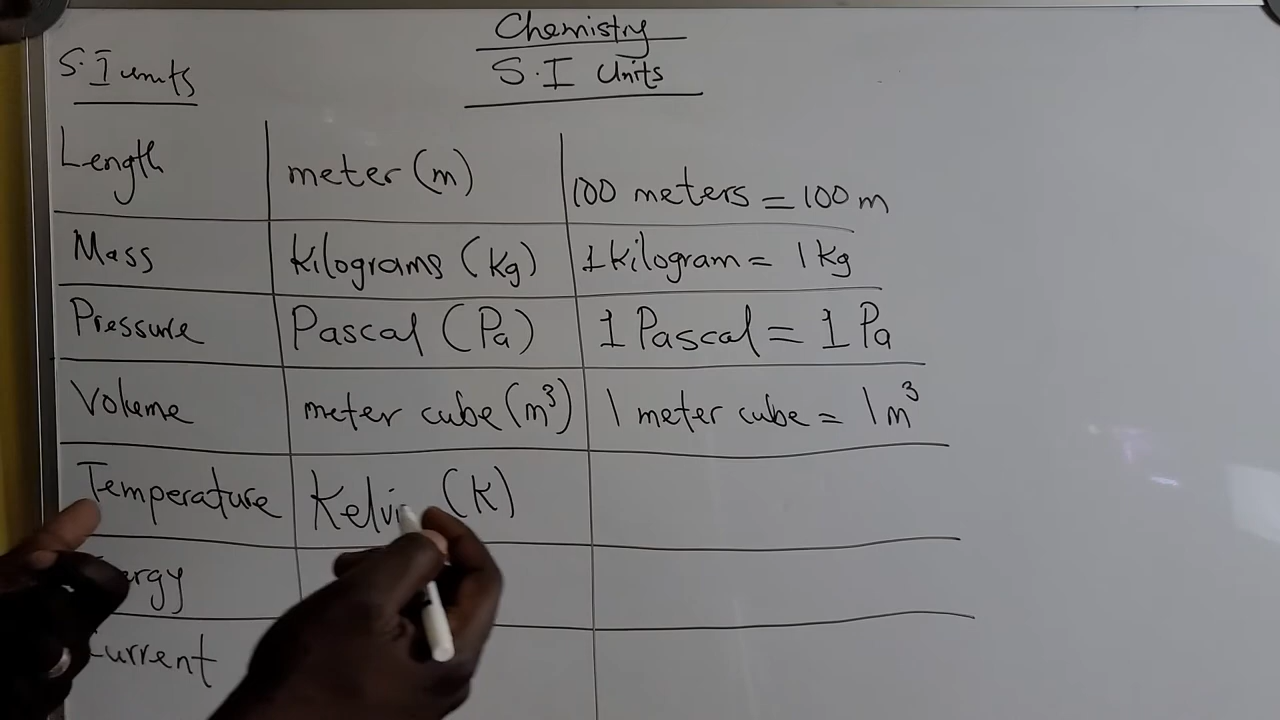 Chemistry
S.I Units
S.I units
Length meter (m) 100 meters = 100 m
Mass kilograms (kg) 1 kilogram = 1 kg
Pressure Pascal (Pa) 1 Pascal = 1 Pa
Volume meter cube (m³) 1 meter cube = 1 m³
Temperature Kelvin (K)